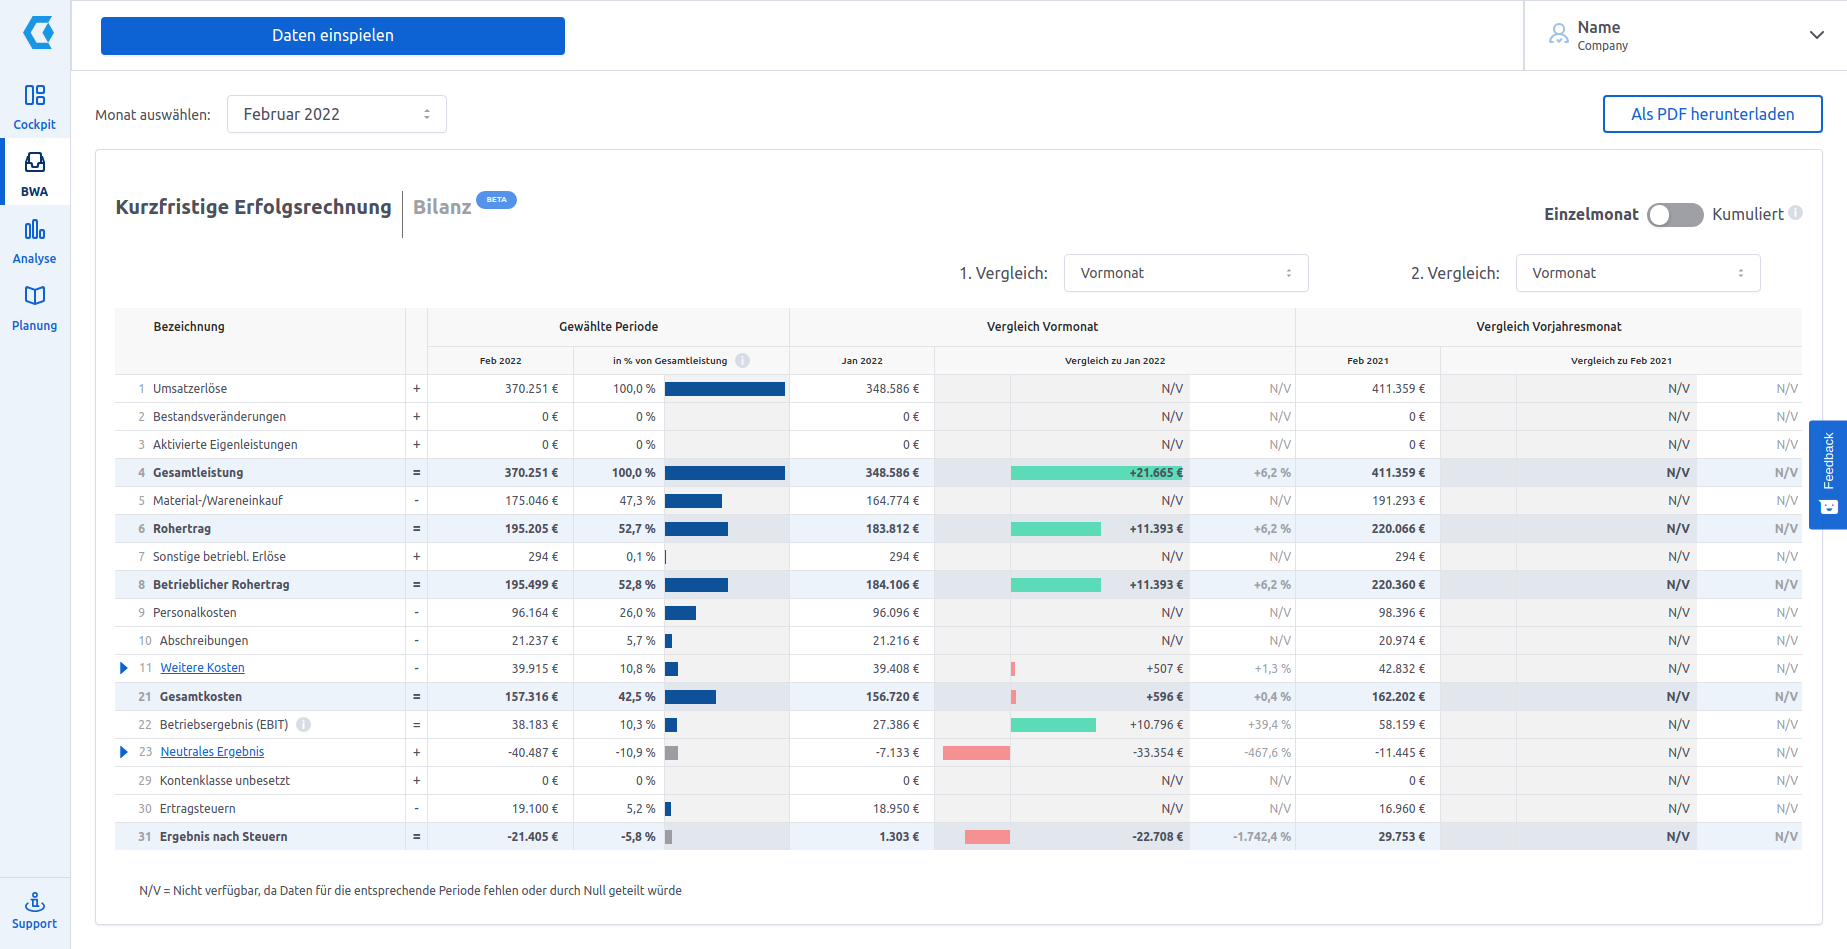 Daten einspielen
Name
Company
Cockpit
BWA
Analyse
Planung
Support
Monat auswählen: Februar 2022
Als PDF herunterladen
Kurzfristige Erfolgsrechnung Bilanz BETA
Einzelmonat Kumuliert i
1. Vergleich: Vormonat 2. Vergleich: Vormonat
Bezeichnung Gewählte Periode Vergleich Vormonat Vergleich Vorjahresmonat
Feb 2022 in % von Gesamtleistung i Jan 2022 Vergleich zu Jan 2022 Feb 2021 Vergleich zu Feb 2021
1 Umsatzerlöse + 370.251 € 100,0 % 348.586 € N/V N/V 411.359 € N/V N/V
2 Bestandsveränderungen + 0 € 0 % 0 € N/V N/V 0 € N/V N/V
3 Aktivierte Eigenleistungen + 0 € 0 % 0 € N/V N/V 0 € N/V N/V
4 Gesamtleistung = 370.251 € 100,0 % 348.586 € +21.665 € +6,2 % 411.359 € N/V N/V
5 Material-/Wareneinkauf - 175.046 € 47,3 % 164.774 € N/V N/V 191.293 € N/V N/V
6 Rohertrag = 195.205 € 52,7 % 183.812 € +11.393 € +6,2 % 220.066 € N/V N/V
7 Sonstige betriebl. Erlöse + 294 € 0,1 % 294 € N/V N/V 294 € N/V N/V
8 Betrieblicher Rohertrag = 195.499 € 52,8 % 184.106 € +11.393 € +6,2 % 220.360 € N/V N/V
9 Personalkosten - 96.164 € 26,0 % 96.096 € N/V N/V 98.396 € N/V N/V
10 Abschreibungen - 21.237 € 5,7 % 21.216 € N/V N/V 20.974 € N/V N/V
11 Weitere Kosten - 39.915 € 10,8 % 39.408 € +507 € +1,3 % 42.832 € N/V N/V
21 Gesamtkosten = 157.316 € 42,5 % 156.720 € +596 € +0,4 % 162.202 € N/V N/V
22 Betriebsergebnis (EBIT) i = 38.183 € 10,3 % 27.386 € +10.796 € +39,4 % 58.159 € N/V N/V
23 Neutrales Ergebnis + -40.487 € -10,9 % -7.133 € -33.354 € -467,6 % -11.445 € N/V N/V
29 Kontenklasse unbesetzt + 0 € 0 % 0 € N/V N/V 0 € N/V N/V
30 Ertragsteuern - 19.100 € 5,2 % 18.950 € N/V N/V 16.960 € N/V N/V
31 Ergebnis nach Steuern = -21.405 € -5,8 % 1.303 € -22.708 € -1.742,4 % 29.753 € N/V N/V
N/V = Nicht verfügbar, da Daten für die entsprechende Periode fehlen oder durch Null geteilt würde
Feedback